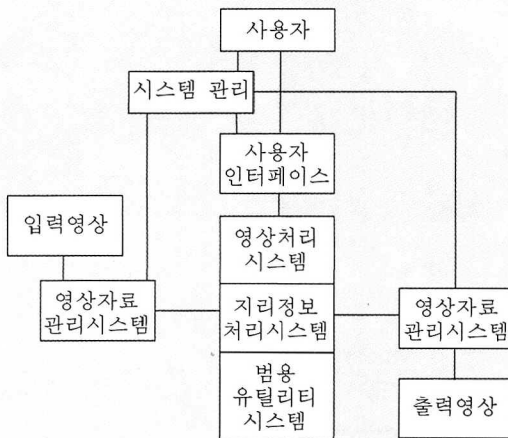 사용자
시스템 관리
사용자
인터페이스
입력영상
영상처리
시스템
영상자료
관리시스템
지리정보
처리시스템
영상자료
관리시스템
범용
유틸리티
시스템
출력영상